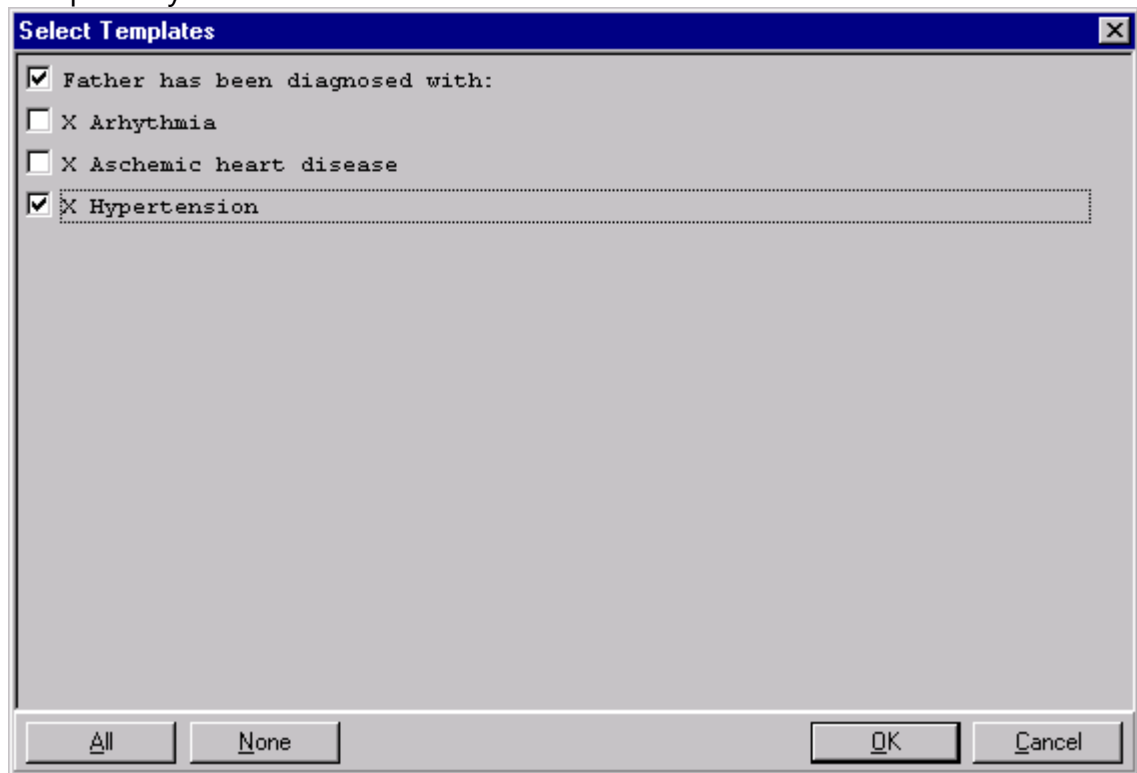 Select Templates
Father has been diagnosed with:
X Arhythmia
X Aschemic heart disease
X Hypertension
All None OK Cancel